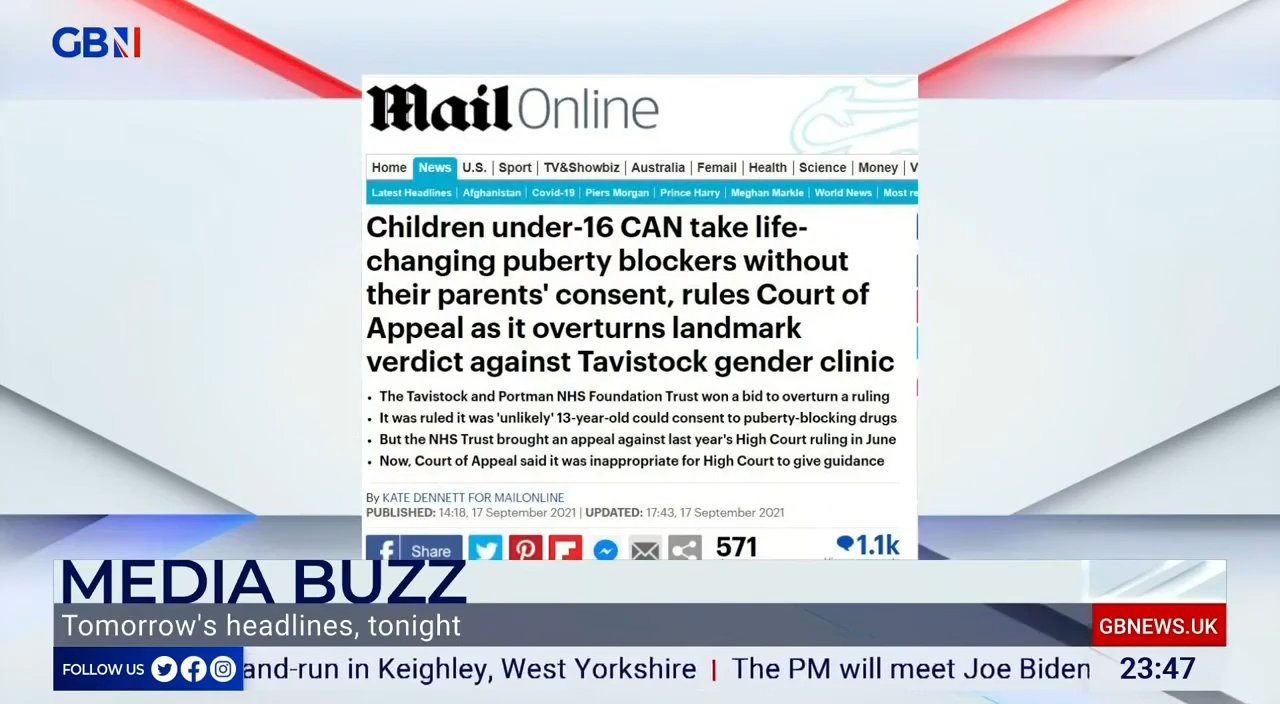 GBN
Mail Online
Home News U.S. Sport TV&Showbiz Australia Femail Health Science Money V
Latest Headlines Afghanistan Covid-19 Piers Morgan Prince Harry Meghan Markle World News Most re
Children under-16 CAN take life-
changing puberty blockers without
their parents' consent, rules Court of
Appeal as it overturns landmark
verdict against Tavistock gender clinic
• The Tavistock and Portman NHS Foundation Trust won a bid to overturn a ruling
• It was ruled it was 'unlikely' 13-year-old could consent to puberty-blocking drugs
• But the NHS Trust brought an appeal against last year's High Court ruling in June
• Now, Court of Appeal said it was inappropriate for High Court to give guidance
By KATE DENNETT FOR MAILONLINE
PUBLISHED: 14:18, 17 September 2021 | UPDATED: 17:43, 17 September 2021
Share 571 1.1k
MEDIA BUZZ
Tomorrow's headlines, tonight
GBNEWS.UK
FOLLOW US and-run in Keighley, West Yorkshire | The PM will meet Joe Biden 23:47